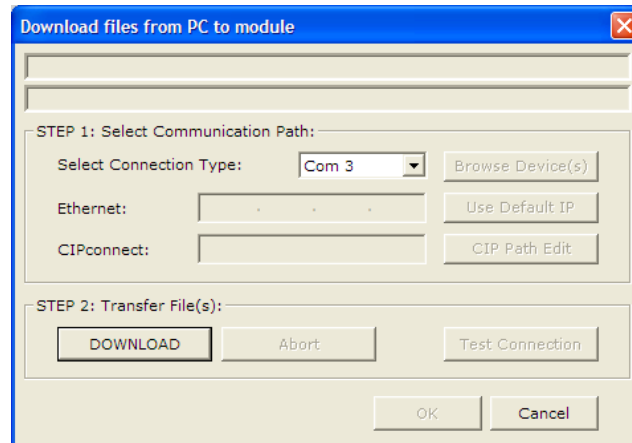 Download files from PC to module
STEP 1: Select Communication Path:
Select Connection Type: Com 3 Browse Device(s)
Ethernet: . . . Use Default IP
CIPconnect: CIP Path Edit
STEP 2: Transfer File(s):
DOWNLOAD Abort Test Connection
OK Cancel